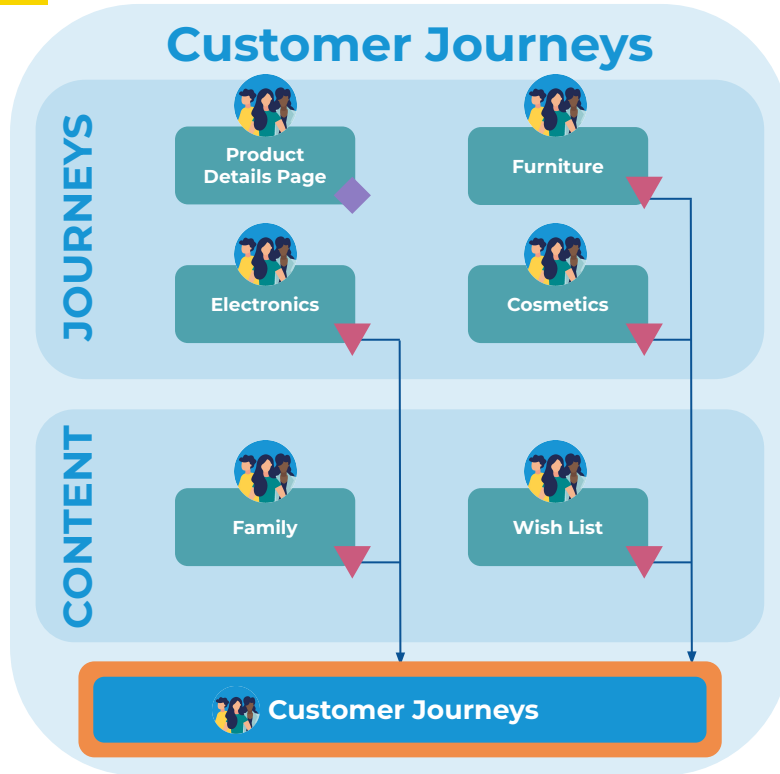 Customer Journeys
JOURNEYS
Product
Details Page
Furniture
Electronics
Cosmetics
CONTENT
Family
Wish List
Customer Journeys